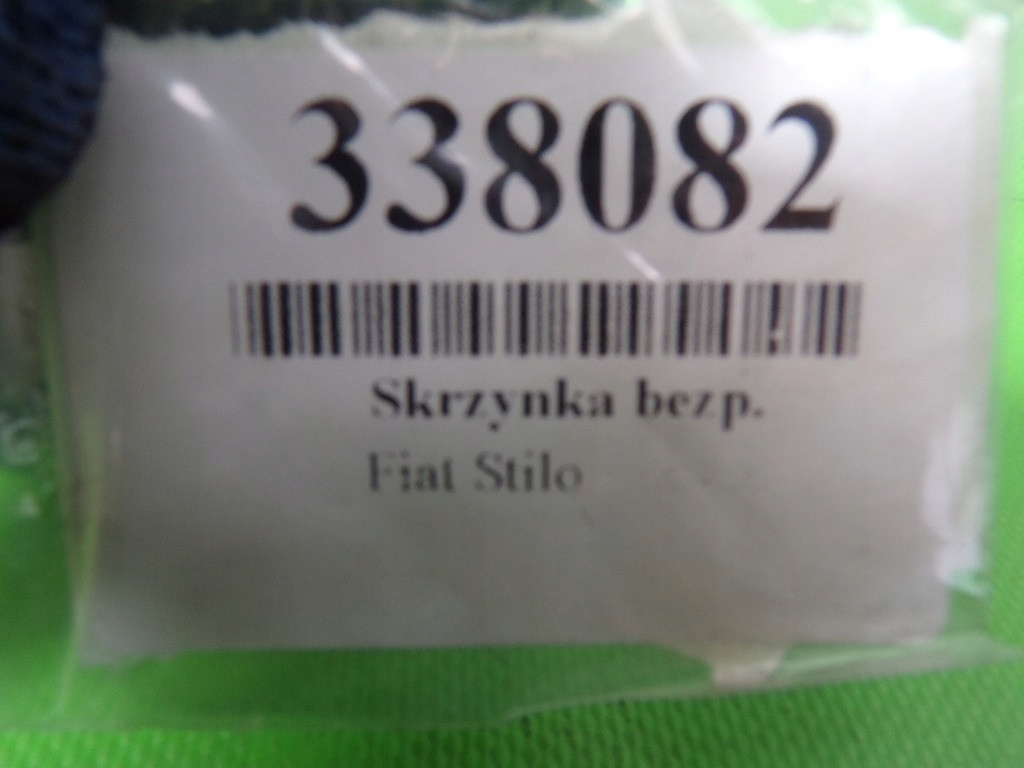 338082
Skrzynka bezp.
Fiat Stilo